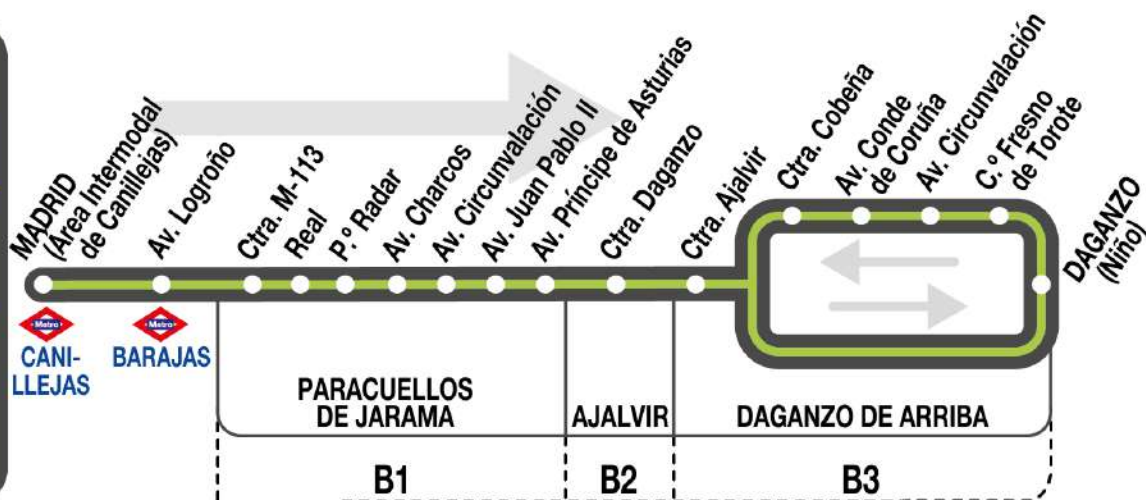 MADRID
(Área Intermodal
de Canillejas)
Av. Logroño
Ctra. M-113
Real
P.º Radar
Av. Charcos
Av. Circunvalación
Av. Juan Pablo II
Av. Príncipe de Asturias
Ctra. Daganzo
Ctra. Ajalvir
Ctra. Cobeña
Av. Conde
de Coruña
Av. Circunvalación
C.º Fresno
de Torote
DAGANZO
(Niño)
Metro
CANI-
LLEJAS
Metro
BARAJAS
PARACUELLOS
DE JARAMA
AJALVIR
DAGANZO DE ARRIBA
B1
B2
B3